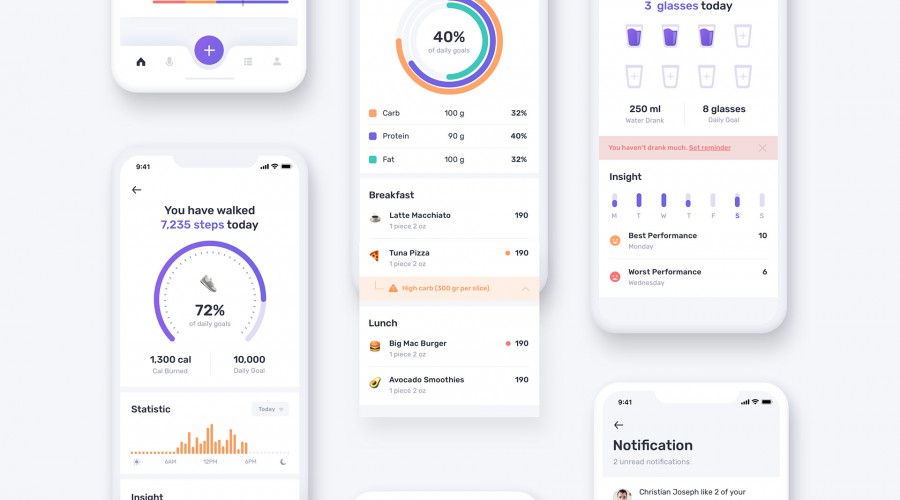 9:41
You have walked
7,235 steps today
72%
of daily goals
1,300 cal
Cal Burned
10,000
Daily Goal
Statistic
Today
6AM
12PM
6PM
Insight
40%
of daily goals
Carb 100 g 32%
Protein 90 g 40%
Fat 100 g 32%
Breakfast
Latte Macchiato 190
1 piece 2 oz
Tuna Pizza 190
1 piece 2 oz
High carb (300 gr per slice)
Lunch
Big Mac Burger 190
1 piece 2 oz
Avocado Smoothies 190
1 piece 2 oz
3 glasses today
250 ml
Water Drank
8 glasses
Daily Goal
You haven't drank much. Set reminder
Insight
M T W T F S S
Best Performance 10
Monday
Worst Performance 6
Wednesday
9:41
Notification
2 unread notifications
Christian Joseph like 2 of your